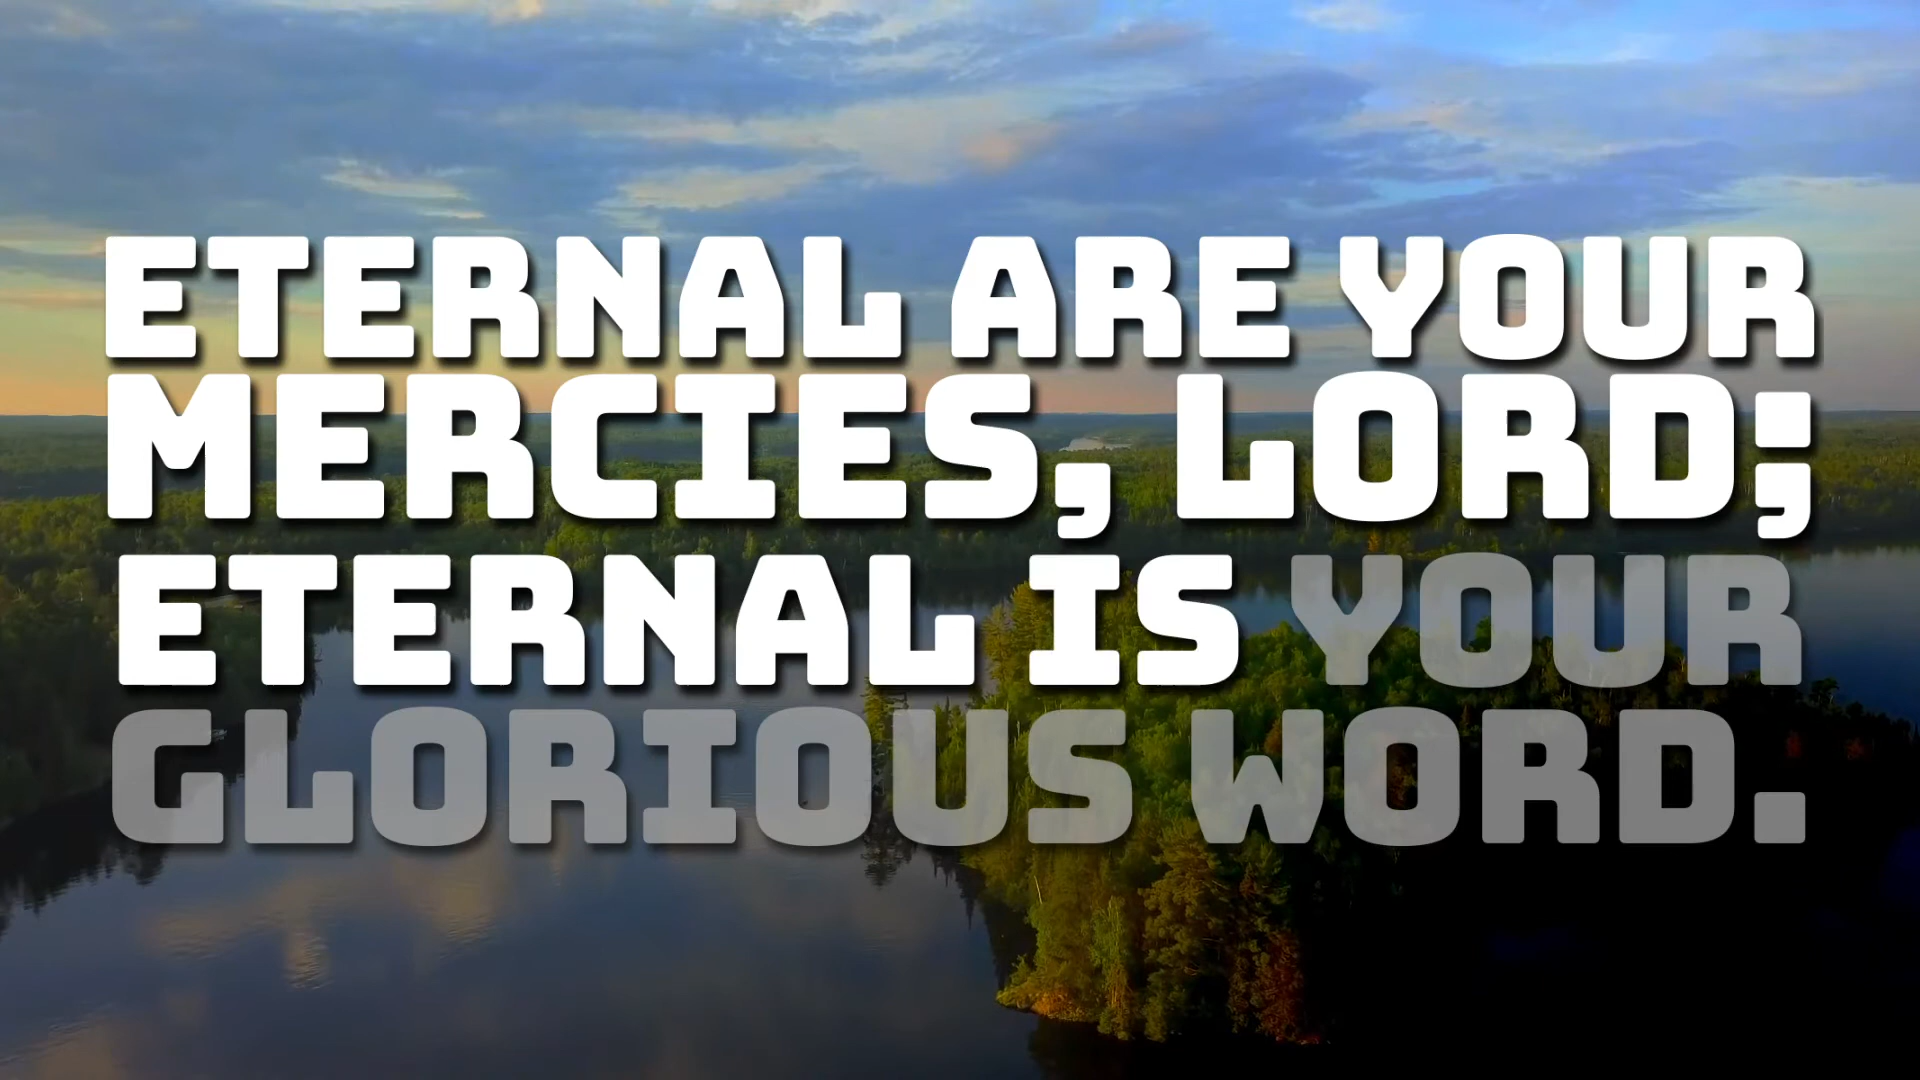 ETERNAL ARE YOUR
MERCIES, LORD;
ETERNAL IS YOUR
GLORIOUS WORD.